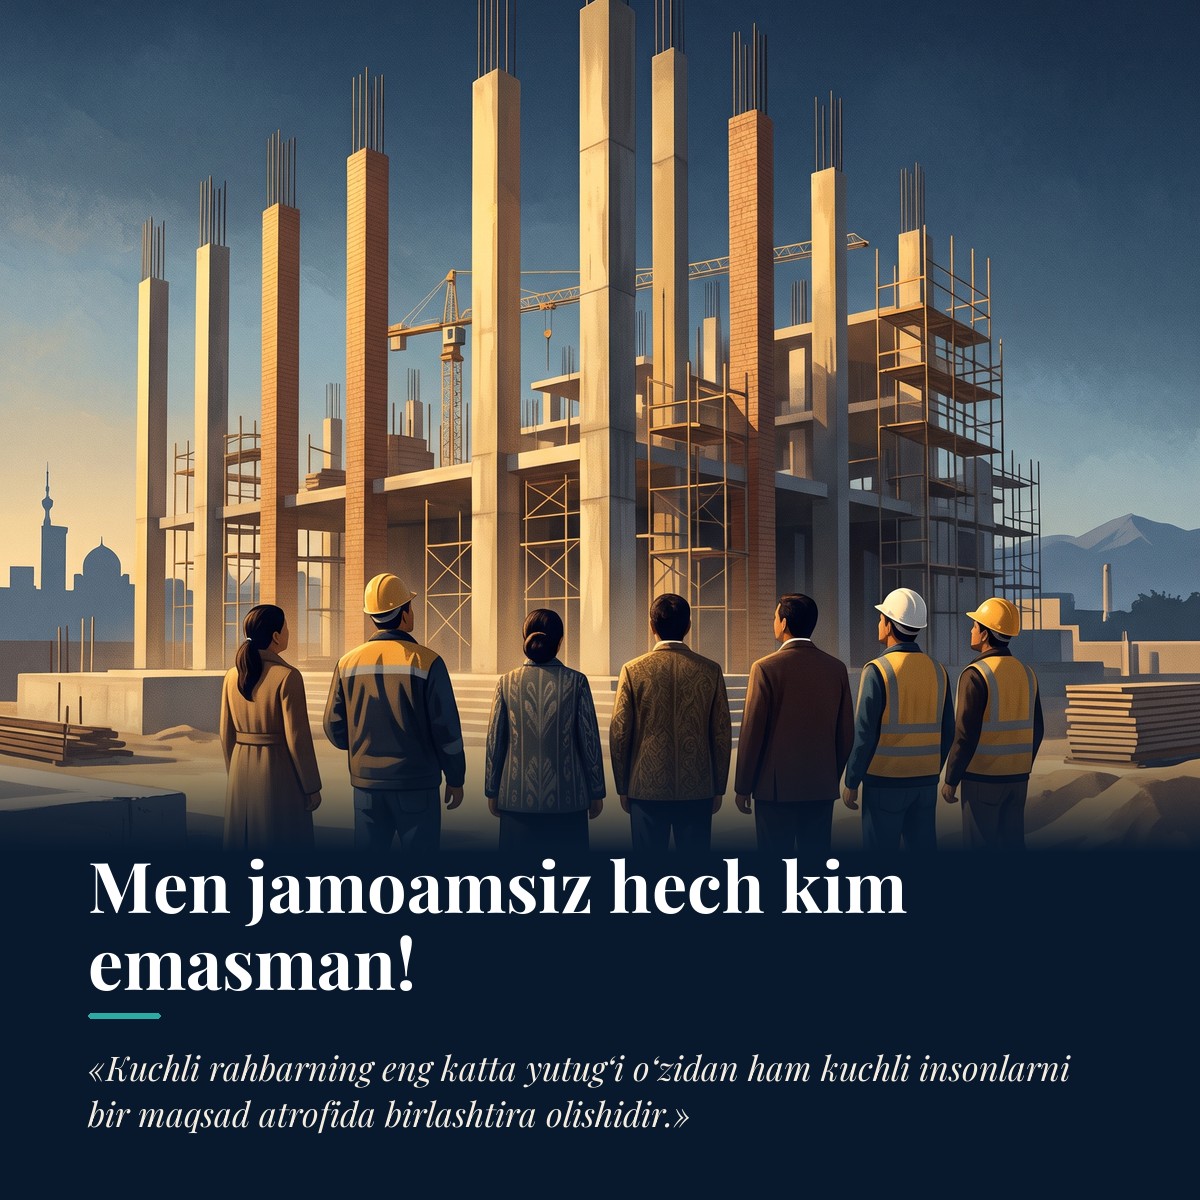 Men jamoamsiz hech kim
emasman!
«Kuchli rahbarning eng katta yutug‘i o‘zidan ham kuchli insonlarni
bir maqsad atrofida birlashtira olishidir.»